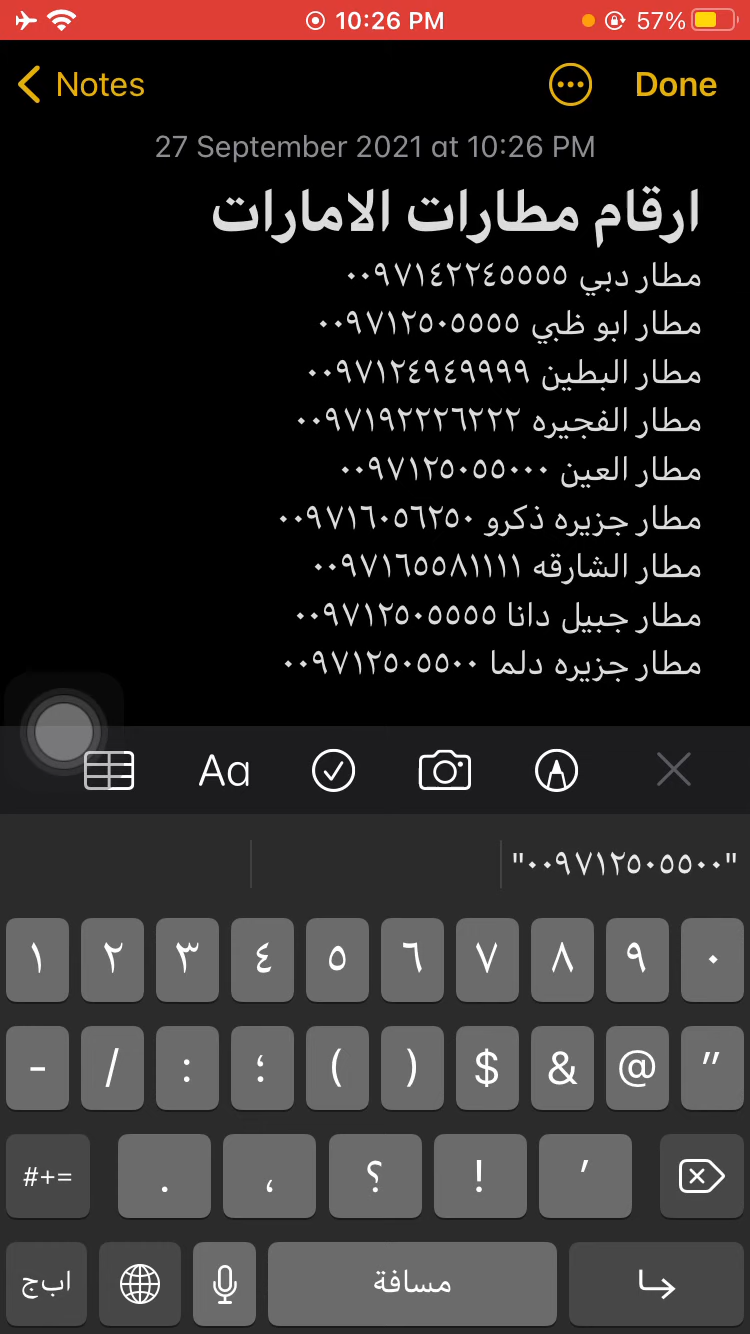 10:26 PM
57%
Notes
Done
27 September 2021 at 10:26 PM
ارقام مطارات الامارات
مطار دبي ٠٠٩٧١٤٢٢٤٥٥٥٥
مطار ابو ظبي ٠٠٩٧١٢٥٠٥٥٥٥
مطار البطين ٠٠٩٧١٢٤٩٤٩٩٩٩
مطار الفجيره ٠٠٩٧١٩٢٢٢٦٢٢٢
مطار العين ٠٠٩٧١٢٥٠٥٥٠٠٠
مطار جزيره ذكرو ٠٠٩٧١٦٠٥٦٢٥٠
مطار الشارقه ٠٠٩٧١٦٥٥٨١١١١
مطار جبيل دانا ٠٠٩٧١٢٥٠٥٥٥٥
مطار جزيره دلما ٠٠٩٧١٢٥٠٥٥٠٠
Aa
"٠٠٩٧١٢٥٠٥٥٠٠"
١ ٢ ٣ ٤ ٥ ٦ ٧ ٨ ٩ ٠
- / : ؛ ( ) $ & @ "
#+= . ، ؟ ! '
اب‌ج مسافة